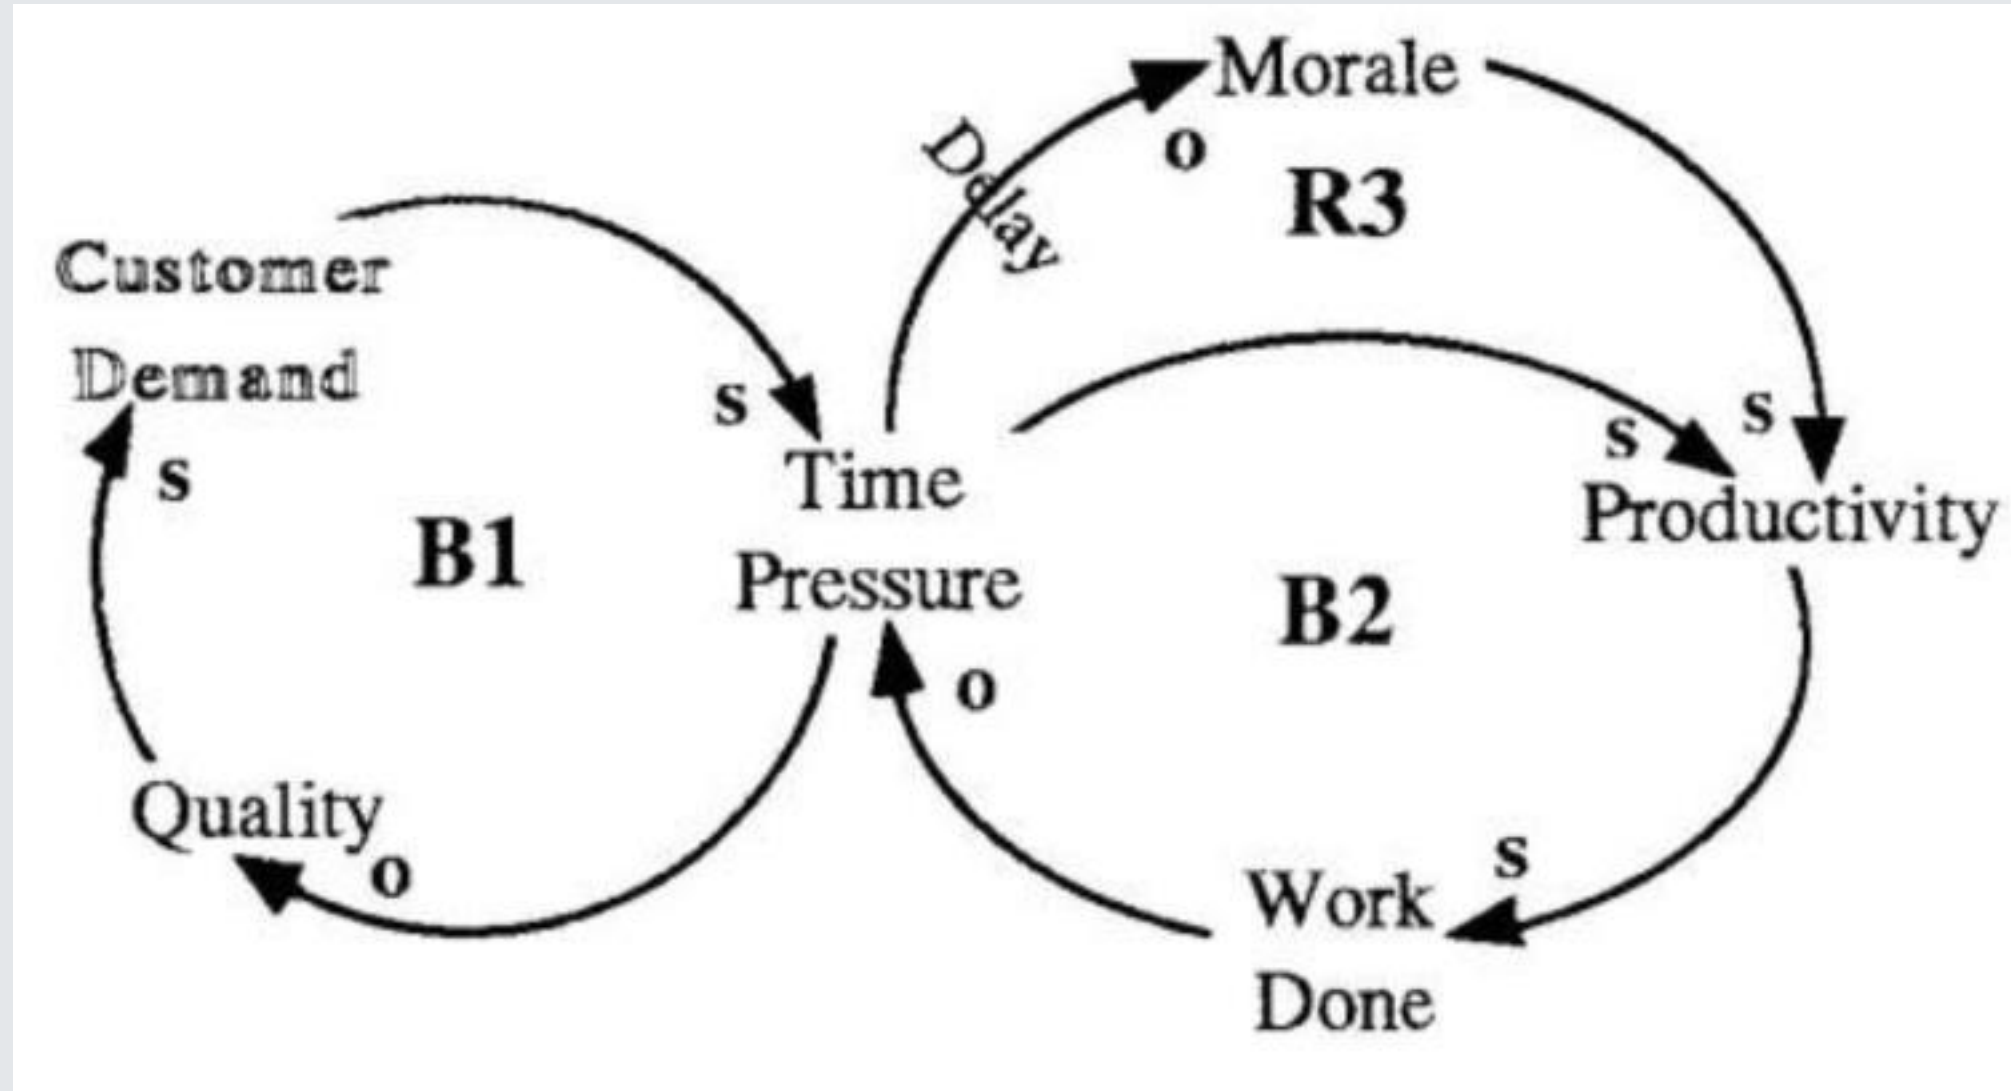 Morale
Delay
o
R3
Customer
Demand
s
s
B1
Time
Pressure
s
s
Productivity
B2
o
Quality
o
Work
Done
s